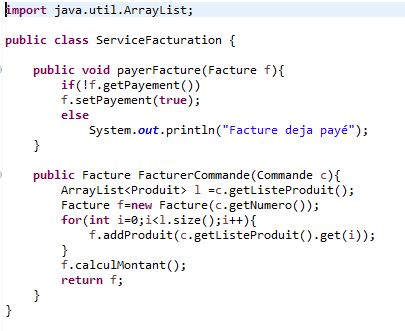 import java.util.ArrayList;
public class ServiceFacturation {
public void payerFacture(Facture f){
if(!f.getPayement())
f.setPayement(true);
else
System.out.println("Facture deja payé");
}
public Facture FacturerCommande(Commande c){
ArrayList<Produit> l =c.getListeProduit();
Facture f=new Facture(c.getNumero());
for(int i=0;i<l.size();i++){
f.addProduit(c.getListeProduit().get(i));
}
f.calculMontant();
return f;
}
}